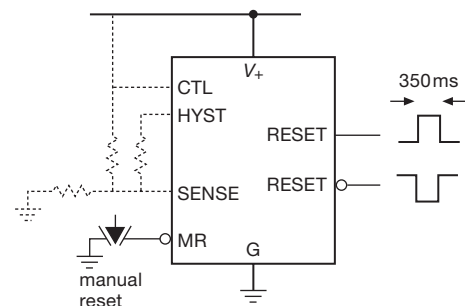 V+
CTL
HYST
350 ms
RESET
SENSE
RESET
MR
G
manual
reset